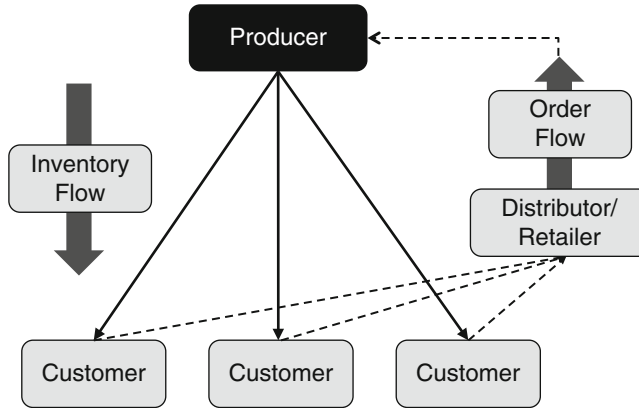 Producer
Order
Flow
Inventory
Flow
Distributor/
Retailer
Customer
Customer
Customer